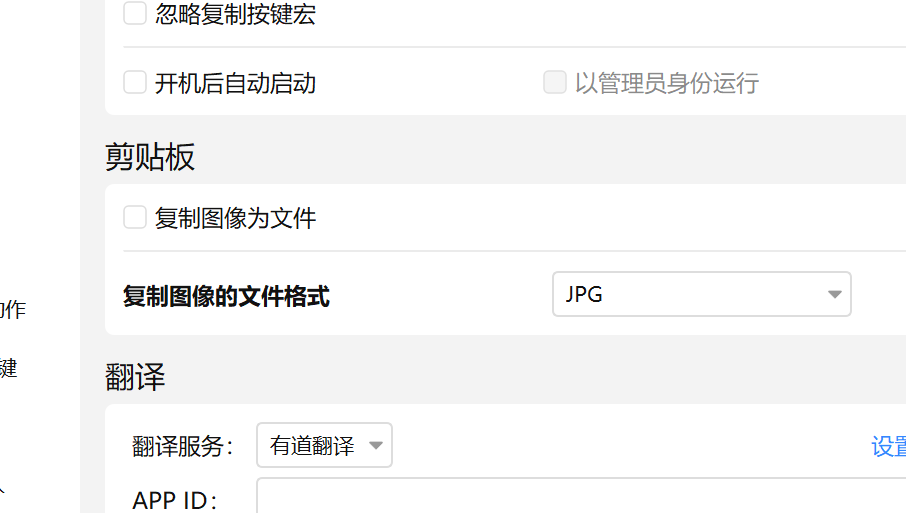 忽略复制按键宏
开机后自动启动
以管理员身份运行
剪贴板
复制图像为文件
复制图像的文件格式
JPG
作
翻译
键
翻译服务：
有道翻译
设置
APP ID：